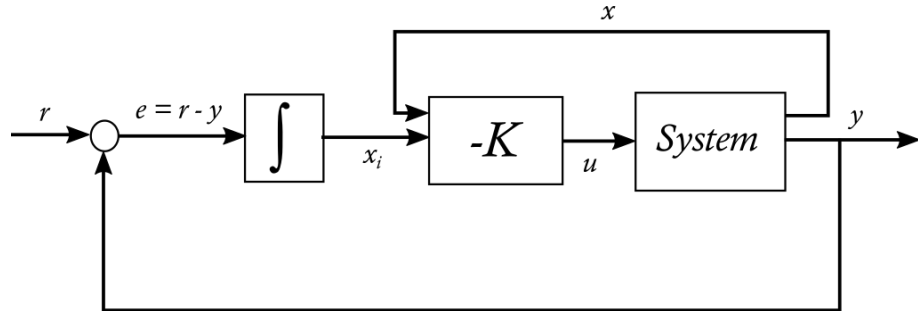 x
r
e = r - y
∫
x_i
-K
u
System
y